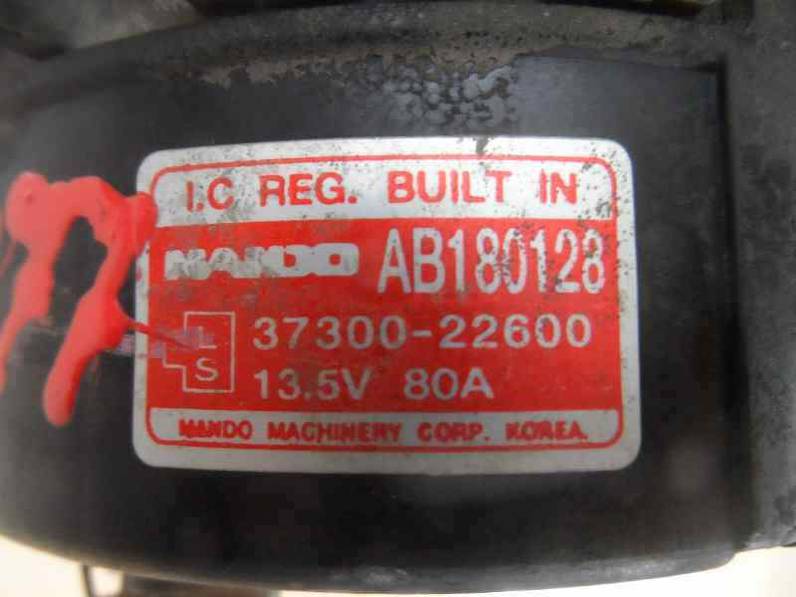 I.C REG. BUILT IN
MANDO AB180128
L 37300-22600
S 13.5V 80A
MANDO MACHINERY CORP. KOREA.